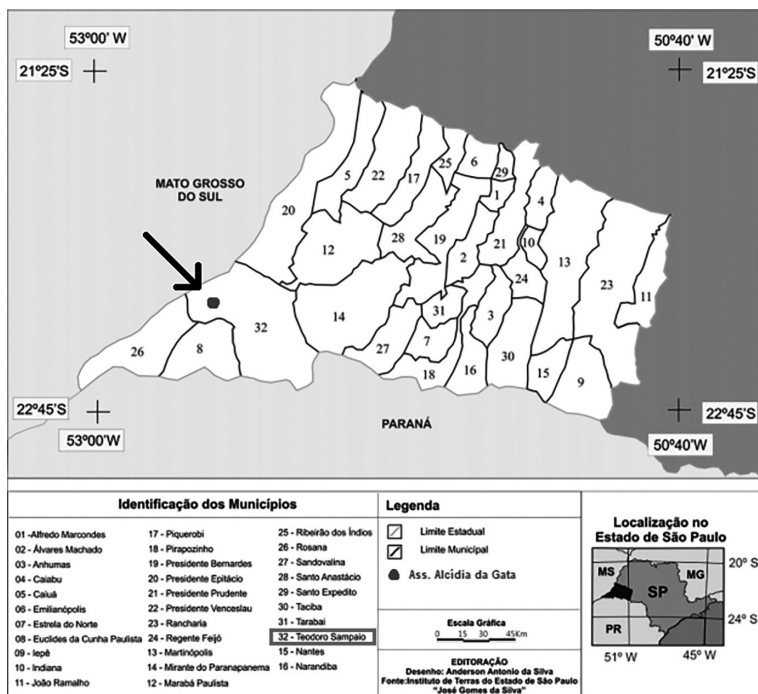 53º00' W
50º40' W
21º25'S
21º25'S
MATO GROSSO
DO SUL
5
22
17
25
6
29
1
4
20
12
28
19
2
21
10
13
23
11
24
32
14
31
3
26
8
27
7
18
16
30
15
9
22º45'S
22º45'S
53º00'W
50º40' W
PARANÁ
Identificação dos Municípios
01 -Alfredo Marcondes
02 - Álvares Machado
03 - Anhumas
04 - Caiabu
05 - Caiuá
06 - Emilianópolis
07 - Estrela do Norte
08 - Euclides da Cunha Paulista
09 - Iepê
10 - Indiana
11 - João Ramalho
17 - Piquerobi
18 - Pirapozinho
19 - Presidente Bernardes
20 - Presidente Epitácio
21 - Presidente Prudente
22 - Presidente Venceslau
23 - Rancharia
24 - Regente Feijó
13 - Martinópolis
14 - Mirante do Paranapanema
12 - Marabá Paulista
25 - Ribeirão dos Índios
26 - Rosana
27 - Sandovalina
28 - Santo Anastácio
29 - Santo Expedito
30 - Taciba
31 - Tarabai
32 - Teodoro Sampaio
15 - Nantes
16 - Narandiba
Legenda
Limite Estadual
Limite Municipal
Ass. Alcídia da Gata
Escala Gráfica
0 15 30 45Km
EDITORAÇÃO
Desenho: Anderson Antonio da Silva
Fonte:Instituto de Terras do Estado de São Paulo
"José Gomes da Silva"
Localização no
Estado de São Paulo
MS
MG
SP
PR
20º S
24º S
51º W
45º W